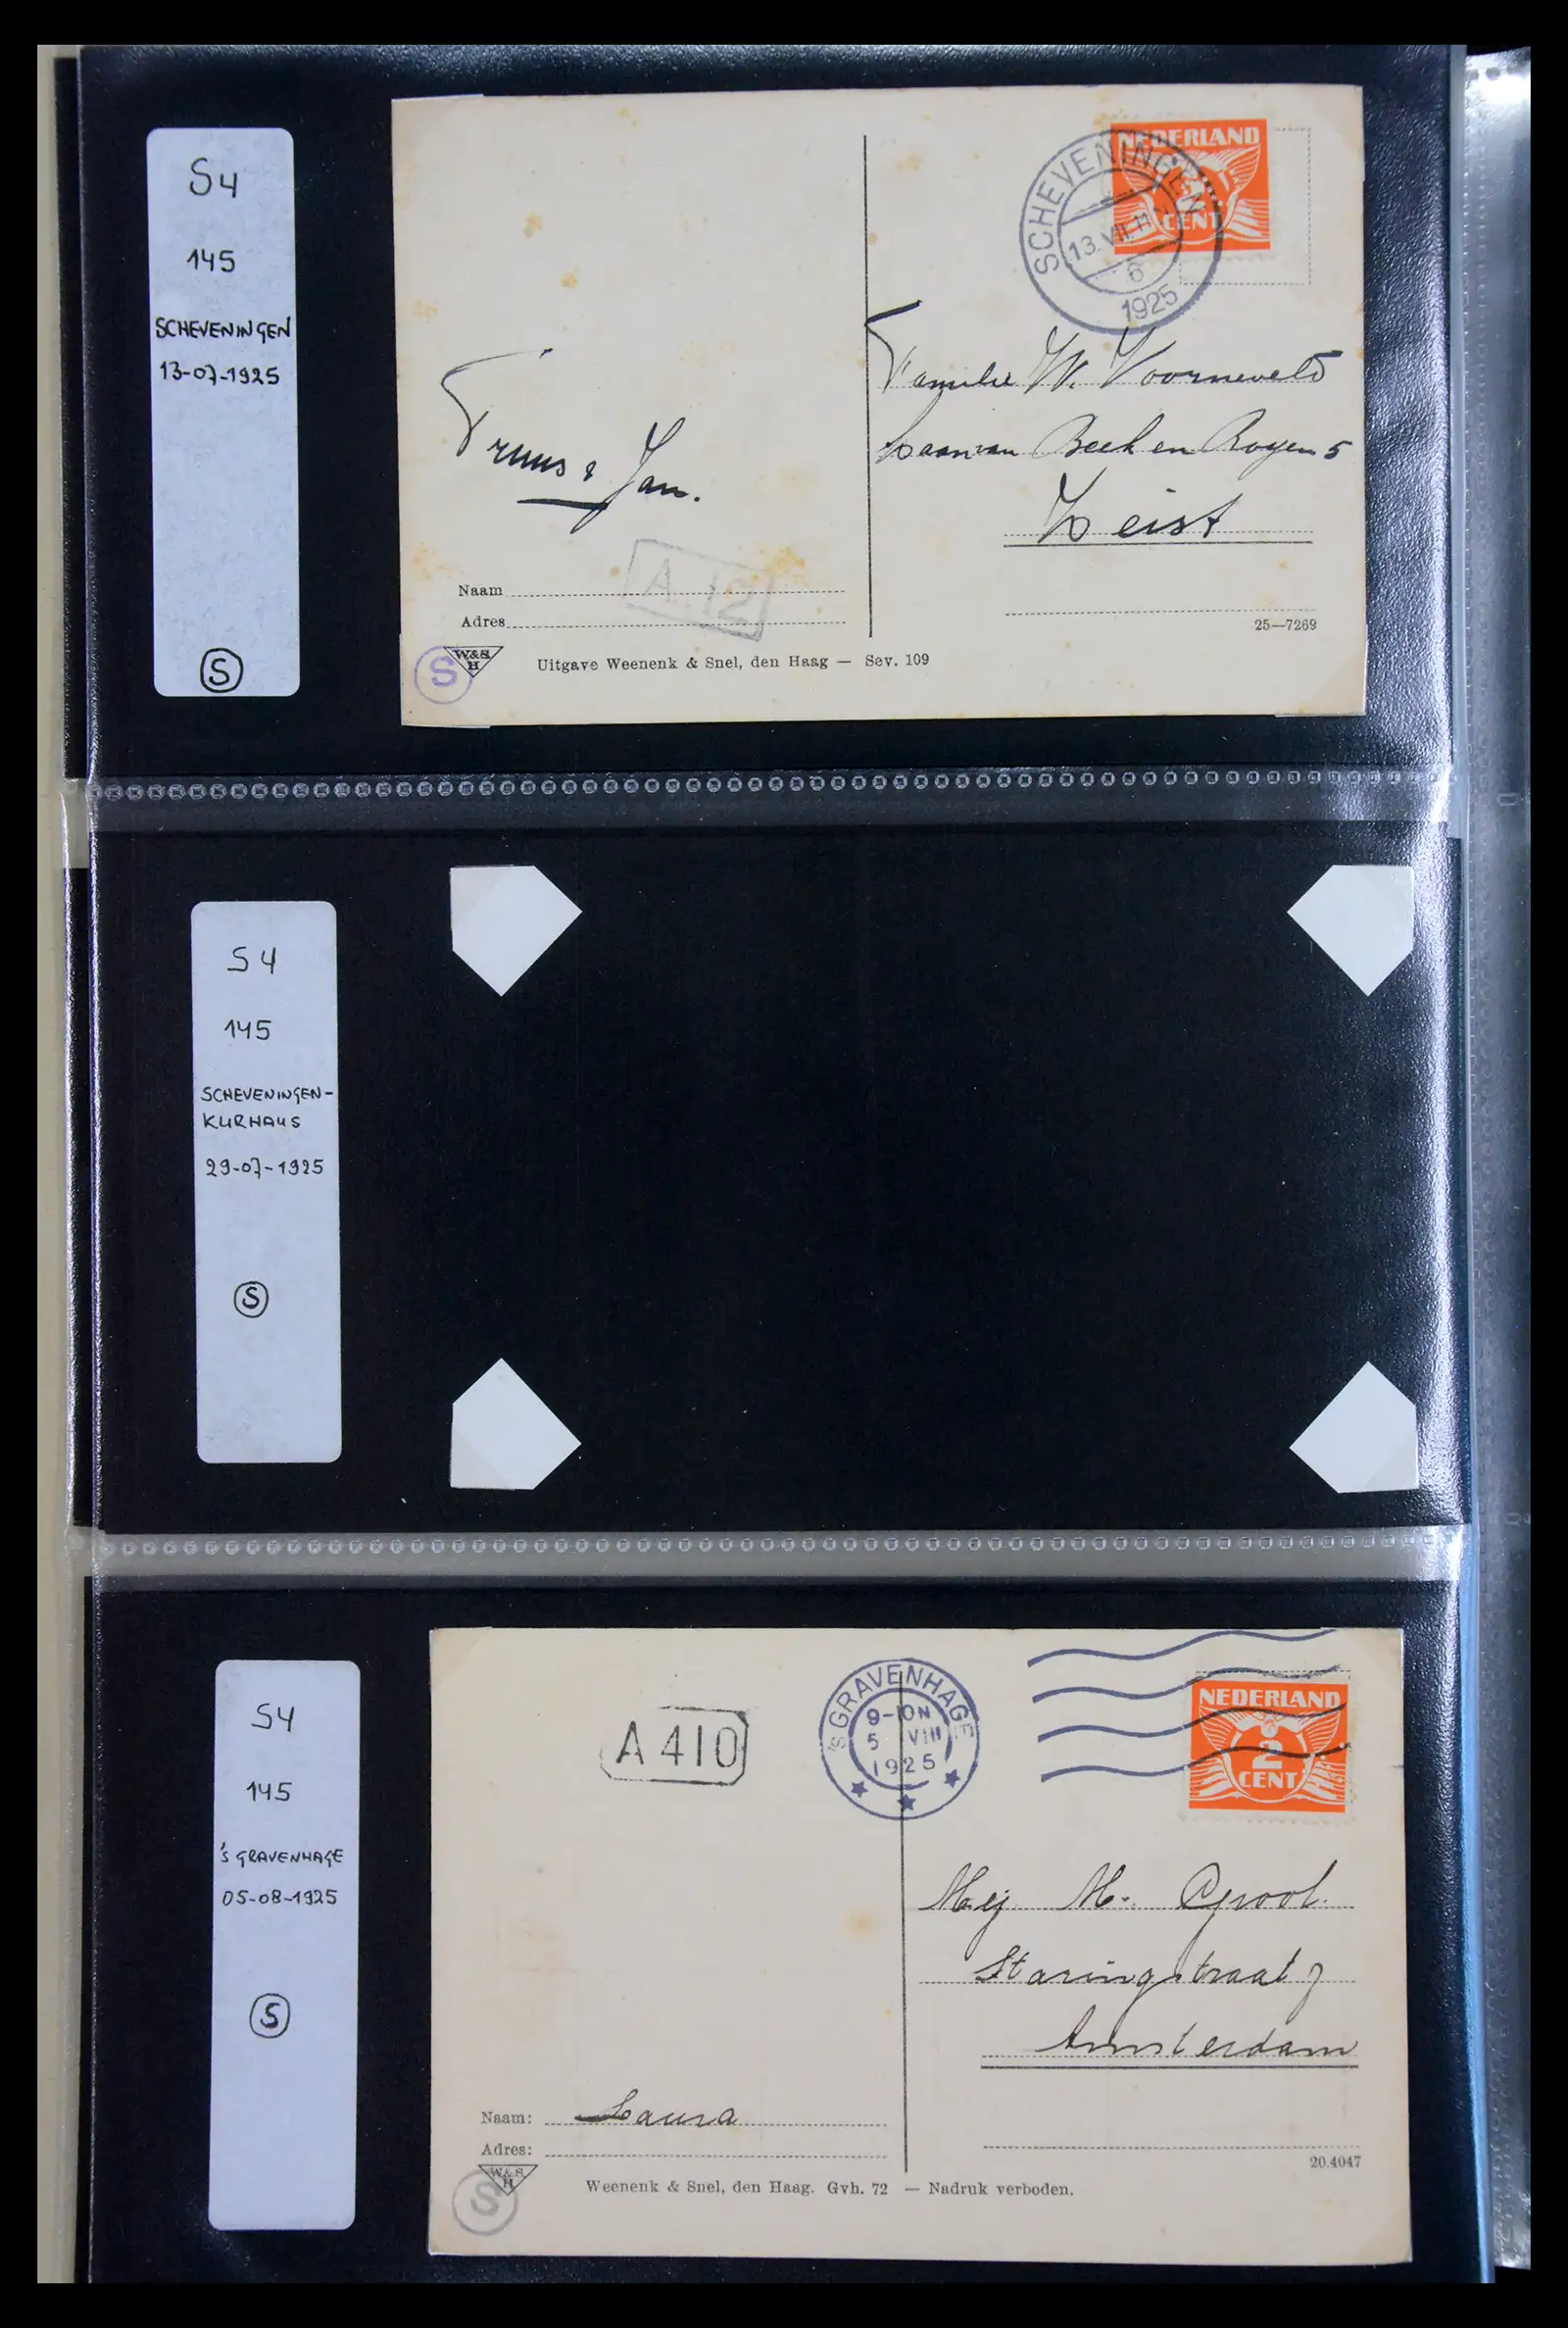 S4
145
SCHEVENINGEN
13-07-1925
S
NEDERLAND
2
CENT
SCHEVENINGEN
13.VII.11
6
1925
Familie W. Voorneveld
Laan van Beek en Royen 5
Zeist
Truus & Jan.
A.12
Naam
Adres
25—7269
S
W&S
H
Uitgave Weenenk & Snel, den Haag — Sev. 109
S4
145
SCHEVENINGEN-
KURHAUS
29-07-1925
S
S4
145
's GRAVENHAGE
05-08-1925
S
A 410
'S GRAVENHAGE
9-10N
5 VIII
1925
NEDERLAND
2
CENT
Mej M. Groot.
Staringstraat 7
Amsterdam
Naam: Laura
Adres:
20.4047
W&S
H
S
Weenenk & Snel, den Haag. Gvh. 72 — Nadruk verboden.